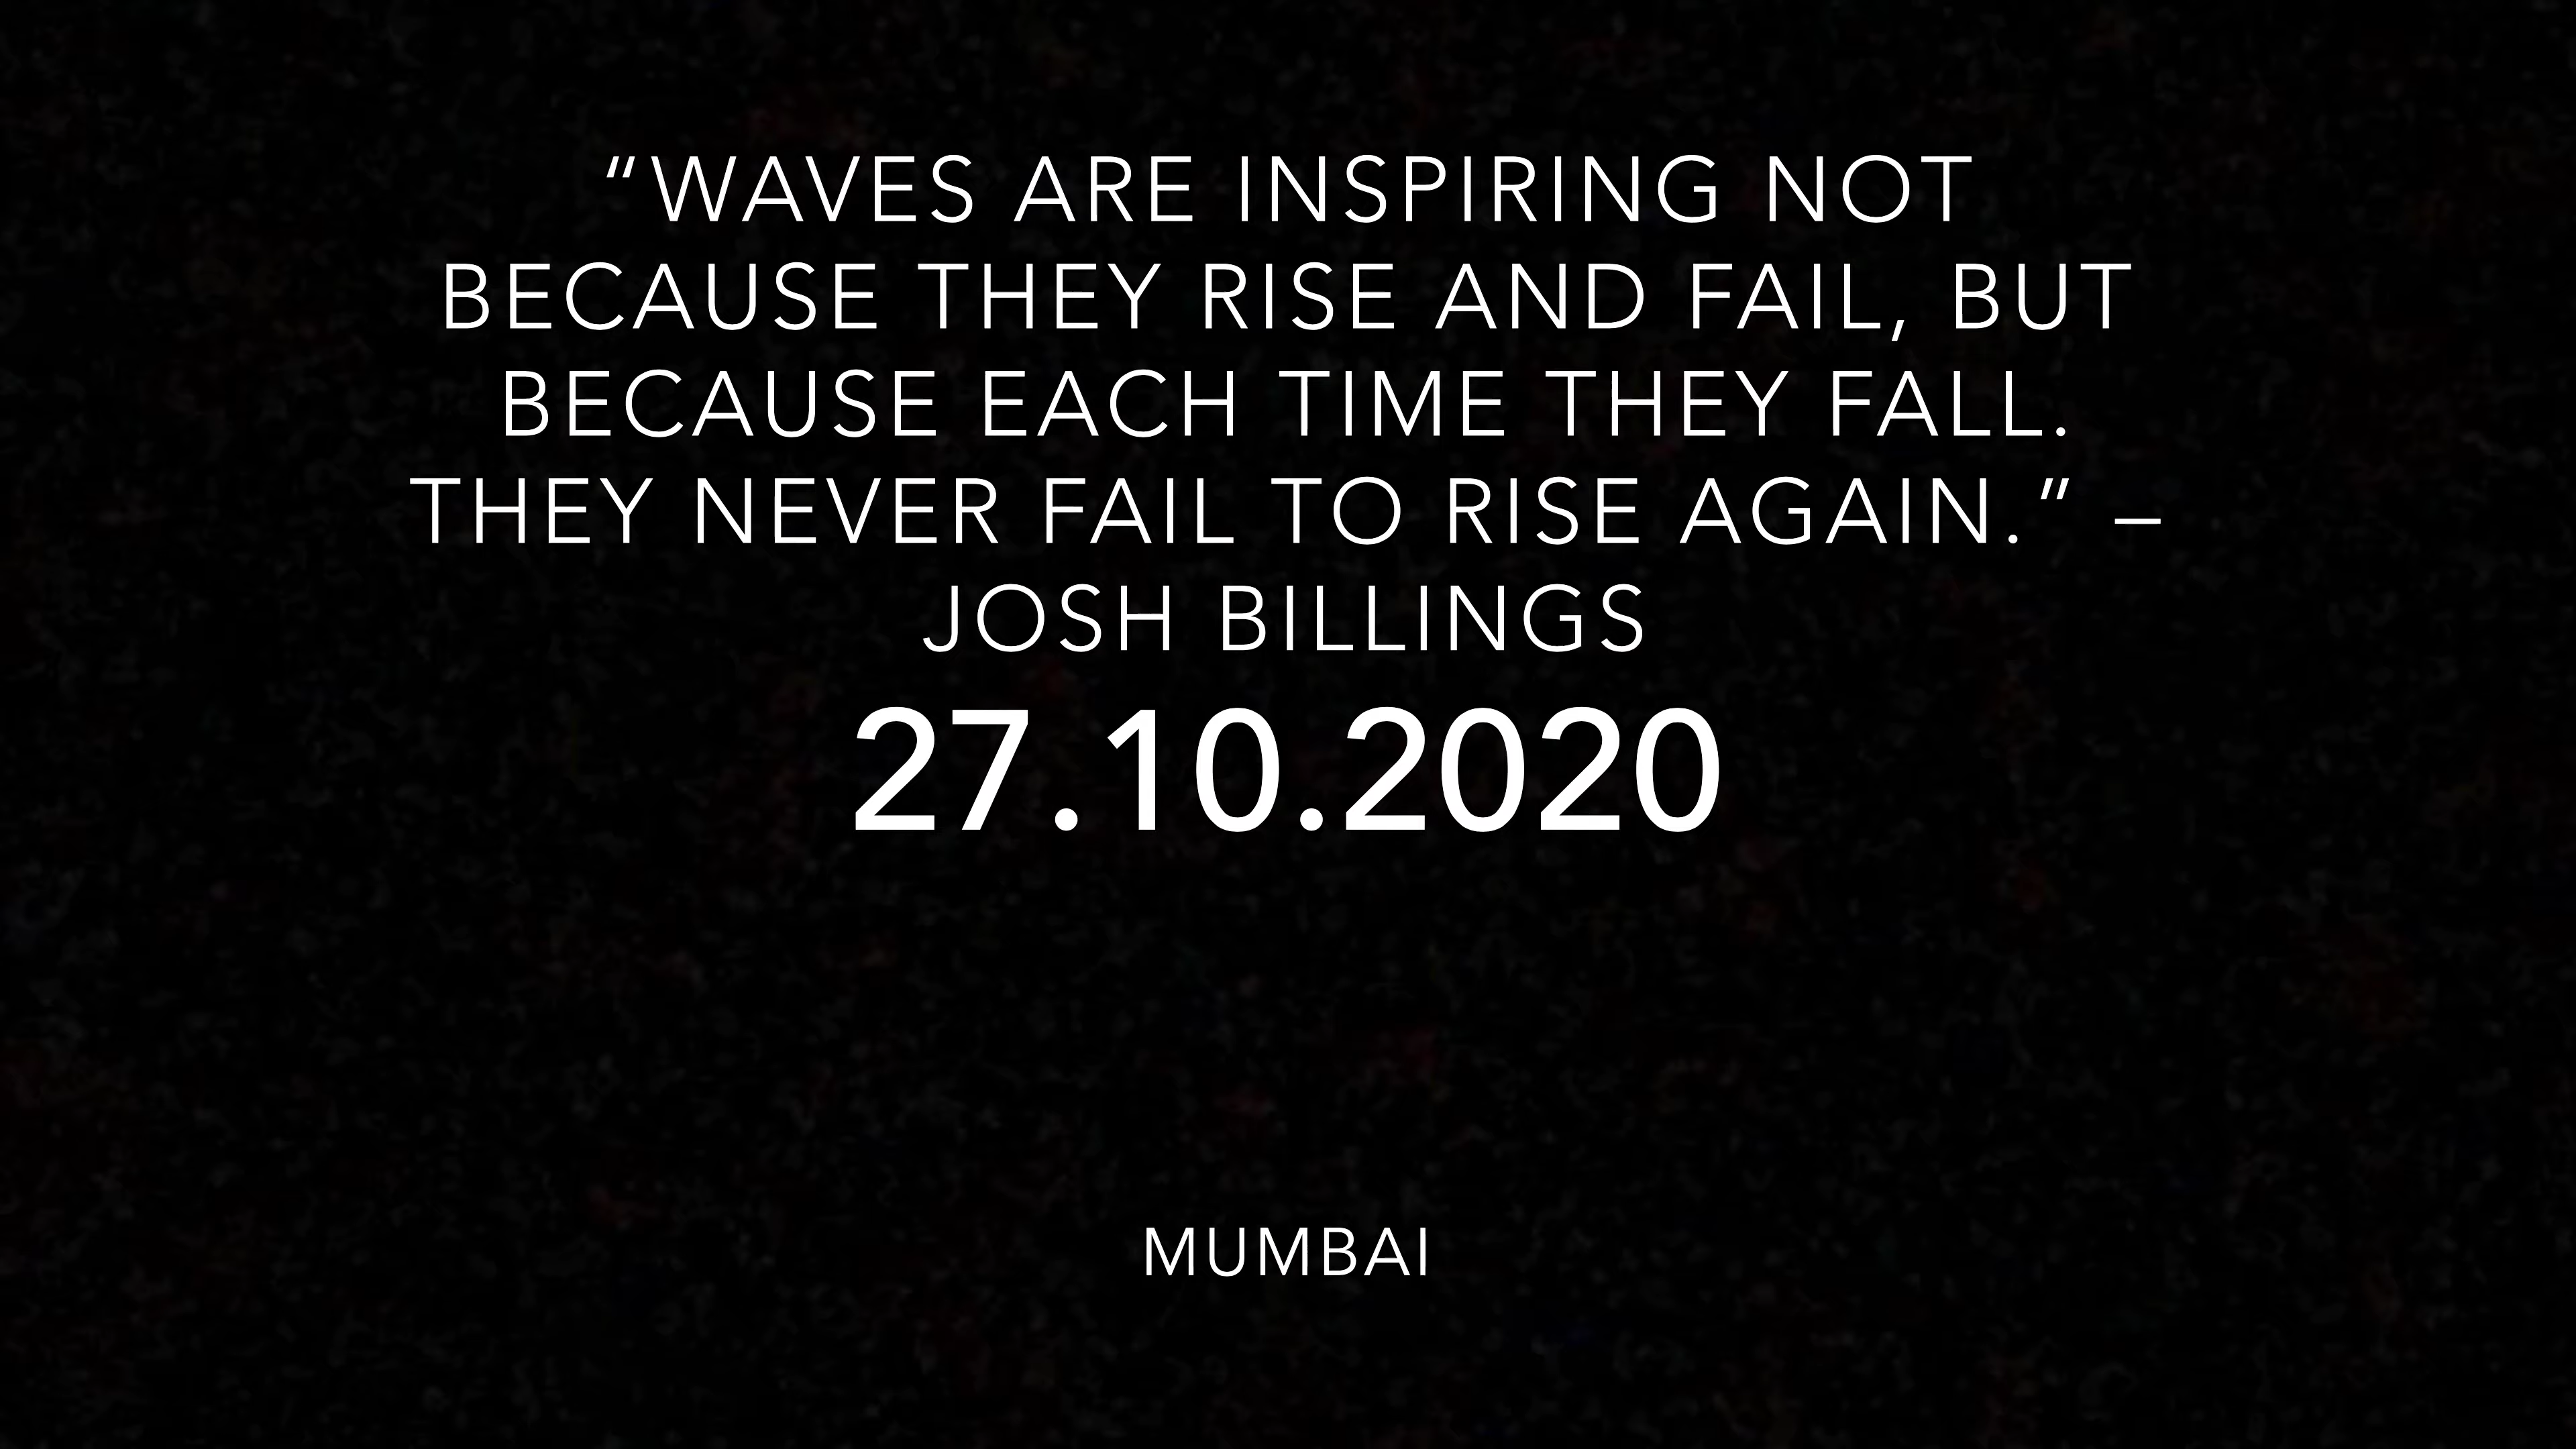 “WAVES ARE INSPIRING NOT
BECAUSE THEY RISE AND FAIL, BUT
BECAUSE EACH TIME THEY FALL.
THEY NEVER FAIL TO RISE AGAIN.” –
JOSH BILLINGS
27.10.2020
MUMBAI